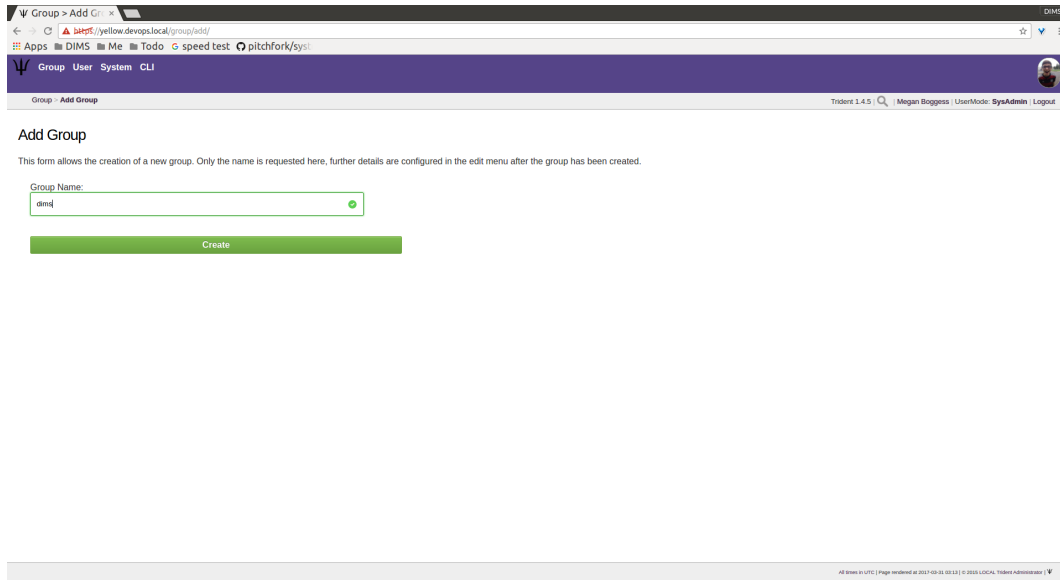 Group > Add Gr
DIMS
https://yellow.devops.local/group/add/
Apps DIMS Me Todo speed test pitchfork/syst
Group User System CLI
Group > Add Group
Trident 1.4.5 | | Megan Boggess | UserMode: SysAdmin | Logout
Add Group
This form allows the creation of a new group. Only the name is requested here, further details are configured in the edit menu after the group has been created.
Group Name:
dims
Create
All times in UTC | Page rendered at 2017-03-31 03:13 | © 2015 LOCAL Trident Administrator |